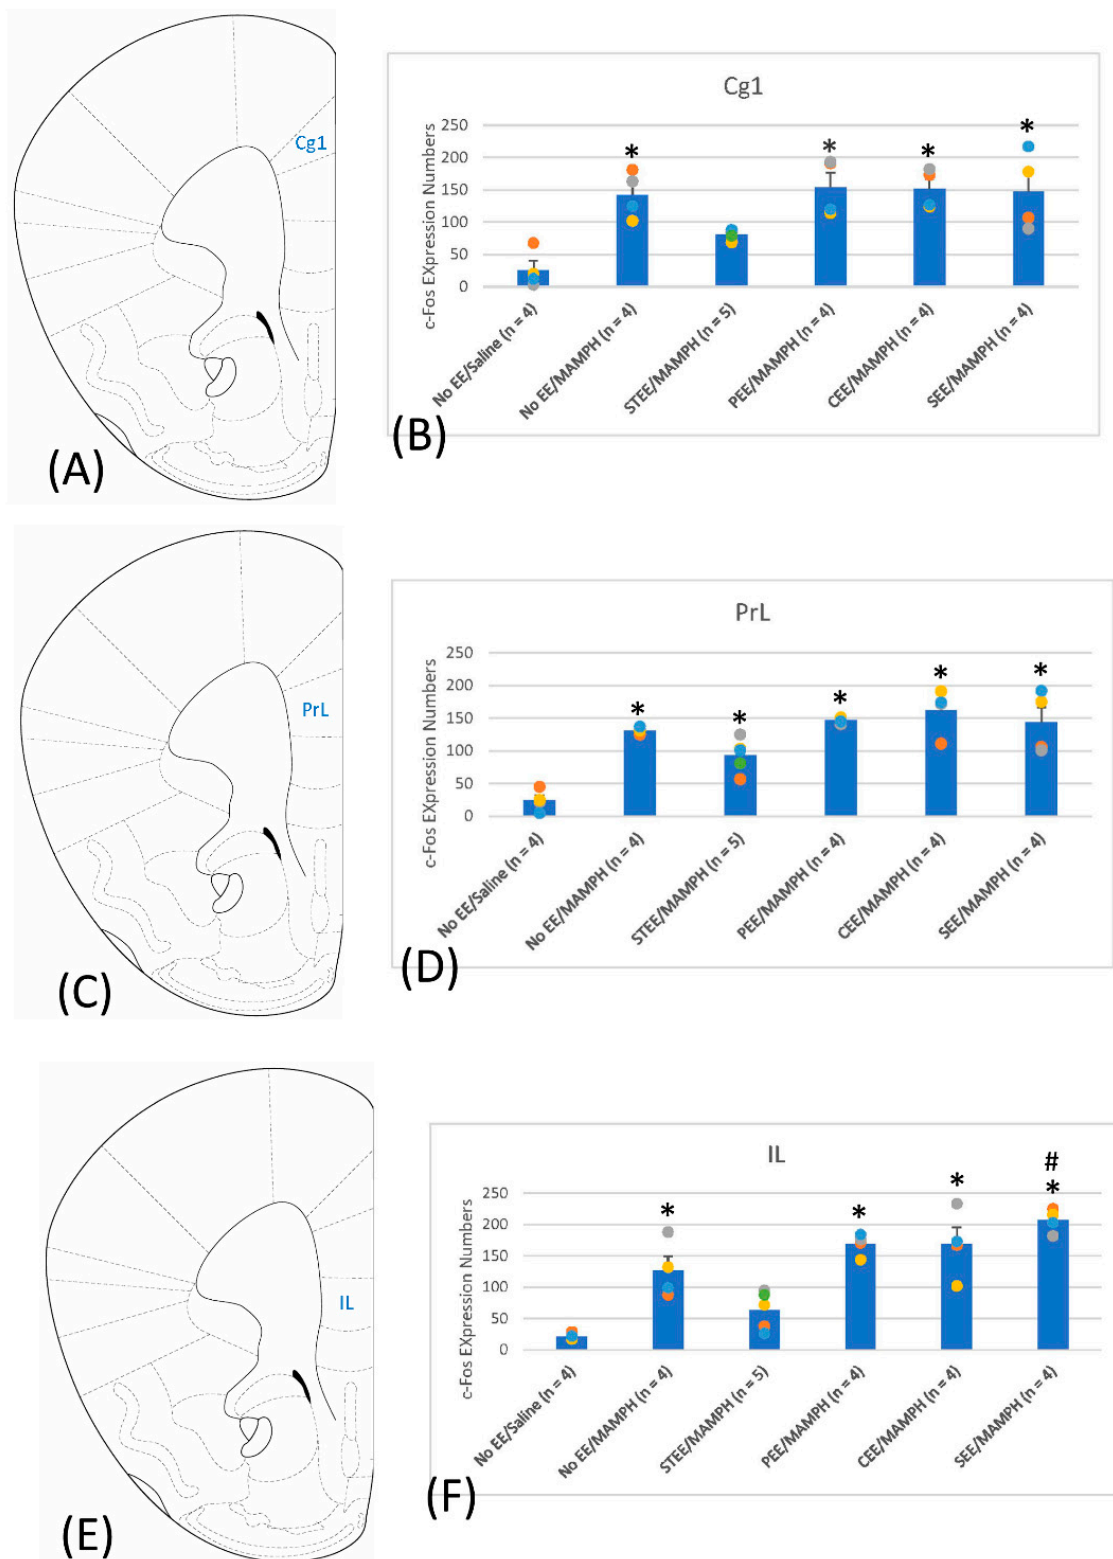 Cg1
(A)
Cg1
c-Fos EXpression Numbers
250
200
150
100
50
0
*
*
*
*
No EE/Saline (n = 4)
No EE/MAMPH (n = 4)
STEE/MAMPH (n = 5)
PEE/MAMPH (n = 4)
CEE/MAMPH (n = 4)
SEE/MAMPH (n = 4)
(B)
PrL
(C)
PrL
c-Fos EXpression Numbers
250
200
150
100
50
0
*
*
*
*
*
No EE/Saline (n = 4)
No EE/MAMPH (n = 4)
STEE/MAMPH (n = 5)
PEE/MAMPH (n = 4)
CEE/MAMPH (n = 4)
SEE/MAMPH (n = 4)
(D)
IL
(E)
IL
c-Fos EXpression Numbers
250
200
150
100
50
0
*
*
*
#
*
No EE/Saline (n = 4)
No EE/MAMPH (n = 4)
STEE/MAMPH (n = 5)
PEE/MAMPH (n = 4)
CEE/MAMPH (n = 4)
SEE/MAMPH (n = 4)
(F)